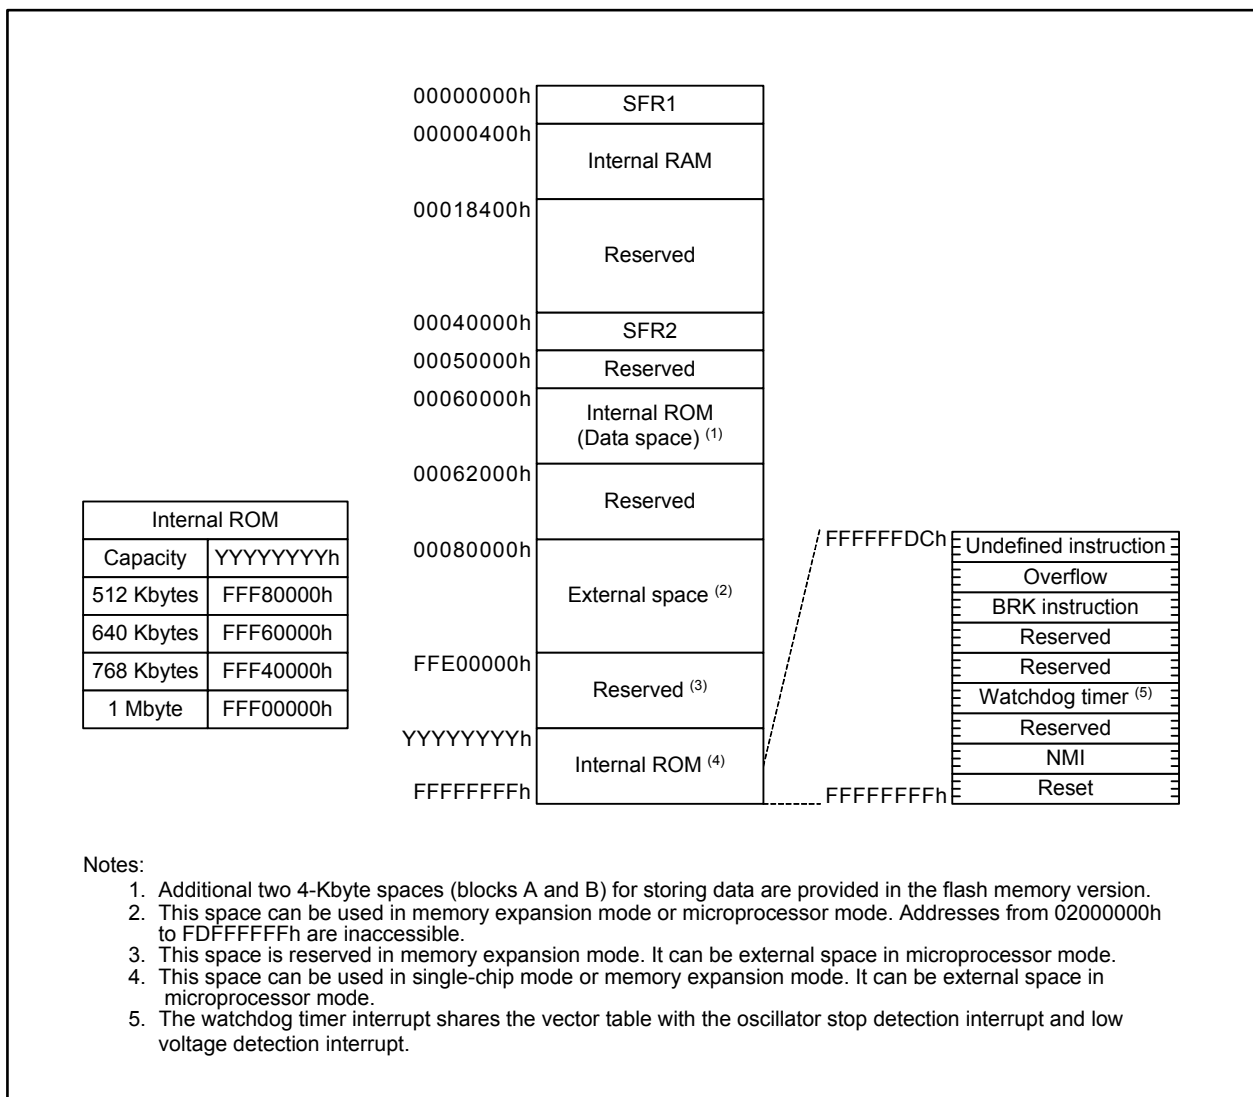 00000000h
SFR1
00000400h
Internal RAM
00018400h
Reserved
00040000h
SFR2
00050000h
Reserved
00060000h
Internal ROM
(Data space) (1)
00062000h
Reserved
00080000h
External space (2)
FFE00000h
Reserved (3)
YYYYYYYYh
Internal ROM (4)
FFFFFFFFh
Internal ROM
Capacity YYYYYYYYh
512 Kbytes FFF80000h
640 Kbytes FFF60000h
768 Kbytes FFF40000h
1 Mbyte FFF00000h
FFFFFFDCh
Undefined instruction
Overflow
BRK instruction
Reserved
Reserved
Watchdog timer (5)
Reserved
NMI
Reset
FFFFFFFFh
Notes:
1. Additional two 4-Kbyte spaces (blocks A and B) for storing data are provided in the flash memory version.
2. This space can be used in memory expansion mode or microprocessor mode. Addresses from 02000000h
to FDFFFFFFh are inaccessible.
3. This space is reserved in memory expansion mode. It can be external space in microprocessor mode.
4. This space can be used in single-chip mode or memory expansion mode. It can be external space in
microprocessor mode.
5. The watchdog timer interrupt shares the vector table with the oscillator stop detection interrupt and low
voltage detection interrupt.